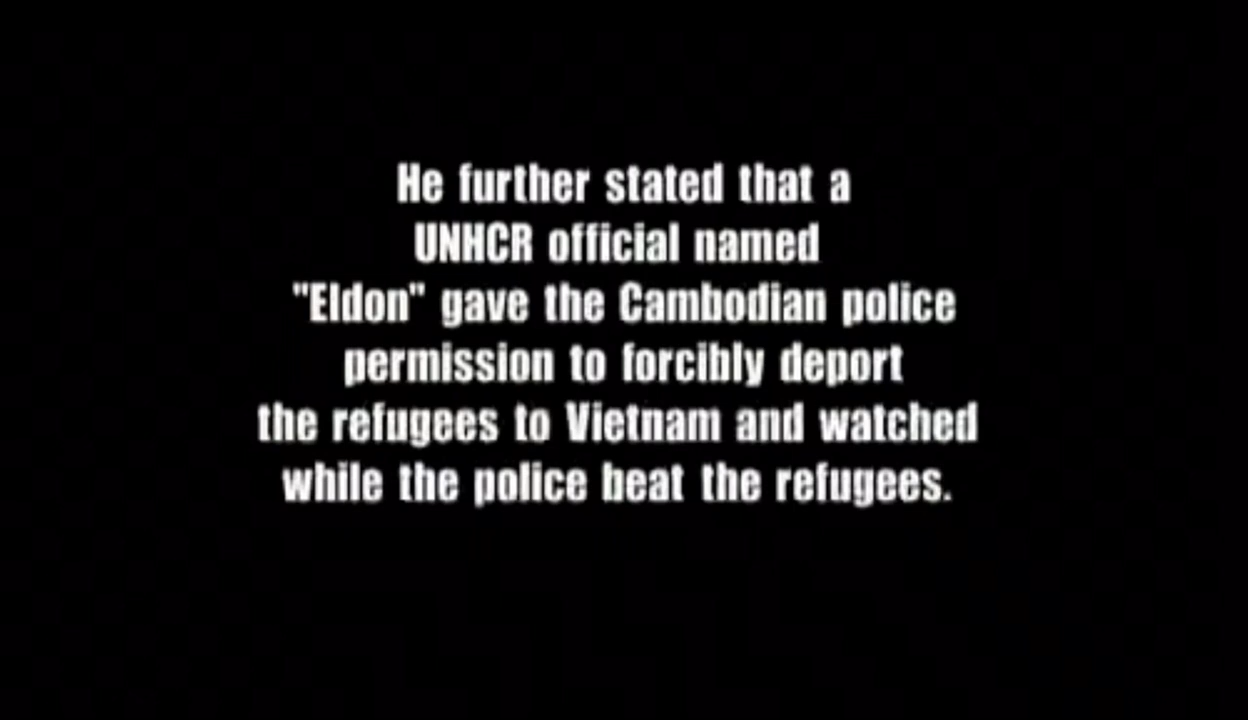 He further stated that a
UNHCR official named
"Eldon" gave the Cambodian police
permission to forcibly deport
the refugees to Vietnam and watched
while the police beat the refugees.